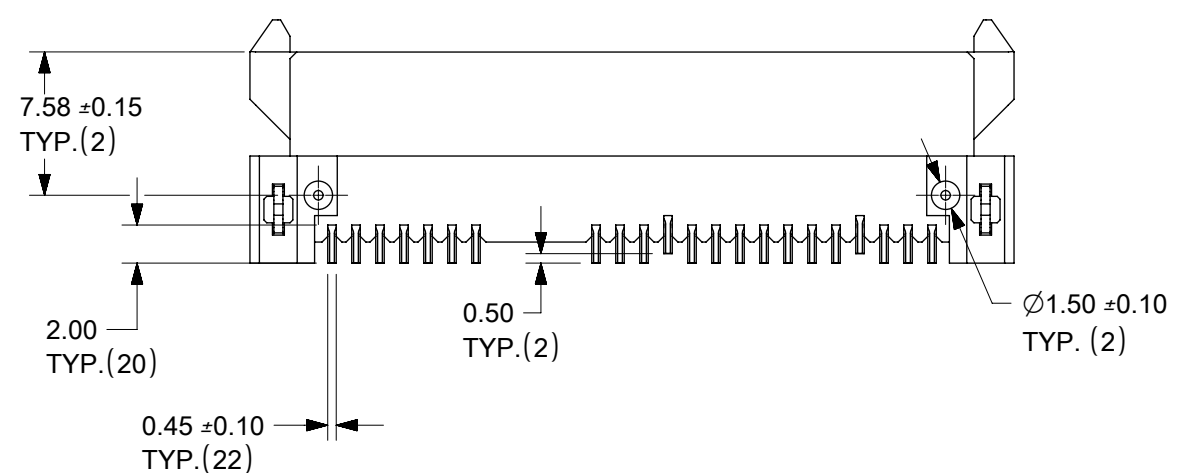 7.58 ±0.15
TYP.(2)
2.00
TYP.(20)
0.45 ±0.10
TYP.(22)
0.50
TYP.(2)
∅1.50 ±0.10
TYP. (2)